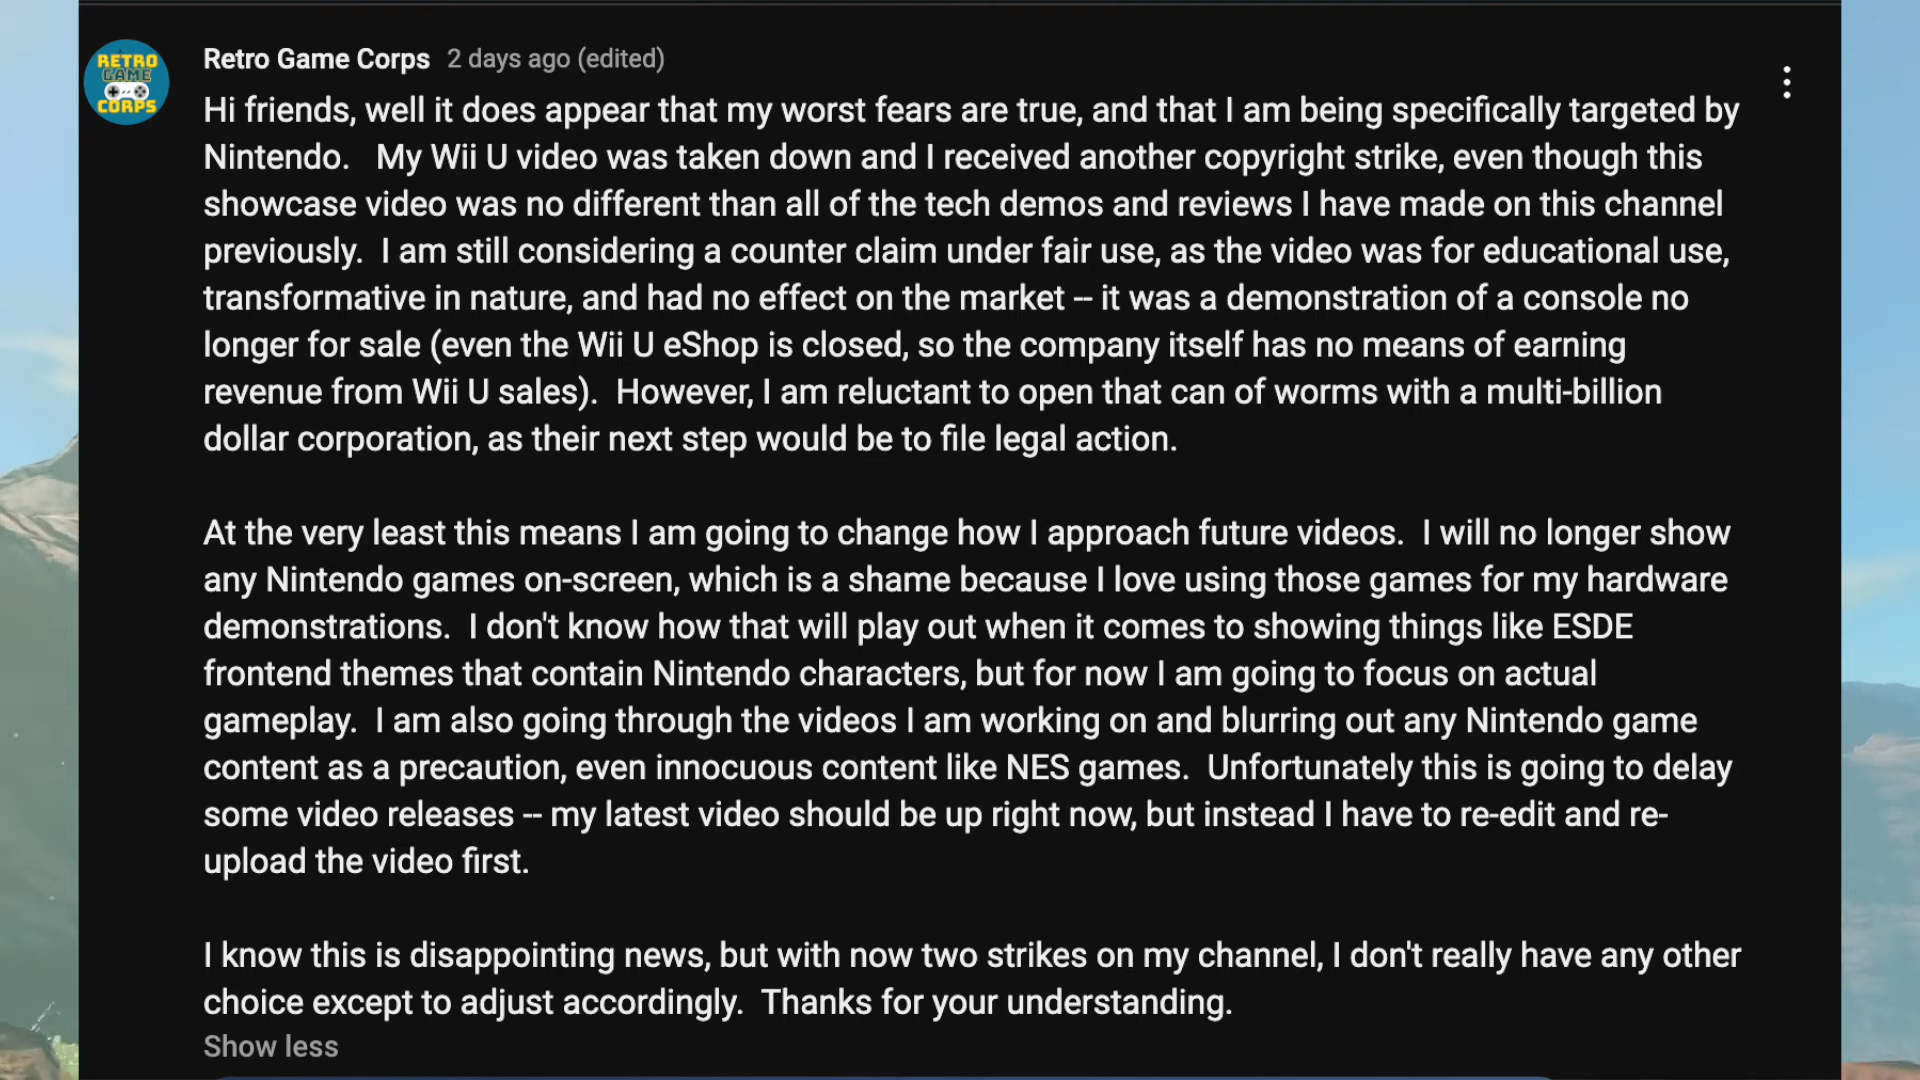 RETRO
GAME
CORPS
Retro Game Corps 2 days ago (edited)
Hi friends, well it does appear that my worst fears are true, and that I am being specifically targeted by
Nintendo.   My Wii U video was taken down and I received another copyright strike, even though this
showcase video was no different than all of the tech demos and reviews I have made on this channel
previously.  I am still considering a counter claim under fair use, as the video was for educational use,
transformative in nature, and had no effect on the market -- it was a demonstration of a console no
longer for sale (even the Wii U eShop is closed, so the company itself has no means of earning
revenue from Wii U sales).  However, I am reluctant to open that can of worms with a multi-billion
dollar corporation, as their next step would be to file legal action.
At the very least this means I am going to change how I approach future videos.  I will no longer show
any Nintendo games on-screen, which is a shame because I love using those games for my hardware
demonstrations.  I don't know how that will play out when it comes to showing things like ESDE
frontend themes that contain Nintendo characters, but for now I am going to focus on actual
gameplay.  I am also going through the videos I am working on and blurring out any Nintendo game
content as a precaution, even innocuous content like NES games.  Unfortunately this is going to delay
some video releases -- my latest video should be up right now, but instead I have to re-edit and re-
upload the video first.
I know this is disappointing news, but with now two strikes on my channel, I don't really have any other
choice except to adjust accordingly.  Thanks for your understanding.
Show less